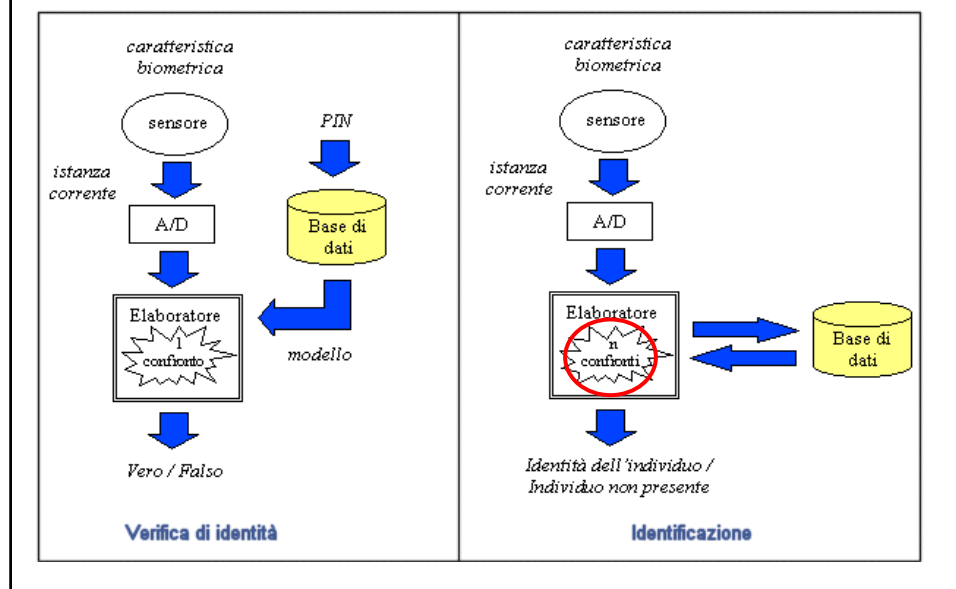 caratteristica
biometrica
sensore
PIN
istanza
corrente
A/D
Base di
dati
Elaboratore
1
confronto
modello
Vero / Falso
Verifica di identità
caratteristica
biometrica
sensore
istanza
corrente
A/D
Elaboratore
n
confronti
Base di
dati
Identità dell'individuo /
Individuo non presente
Identificazione